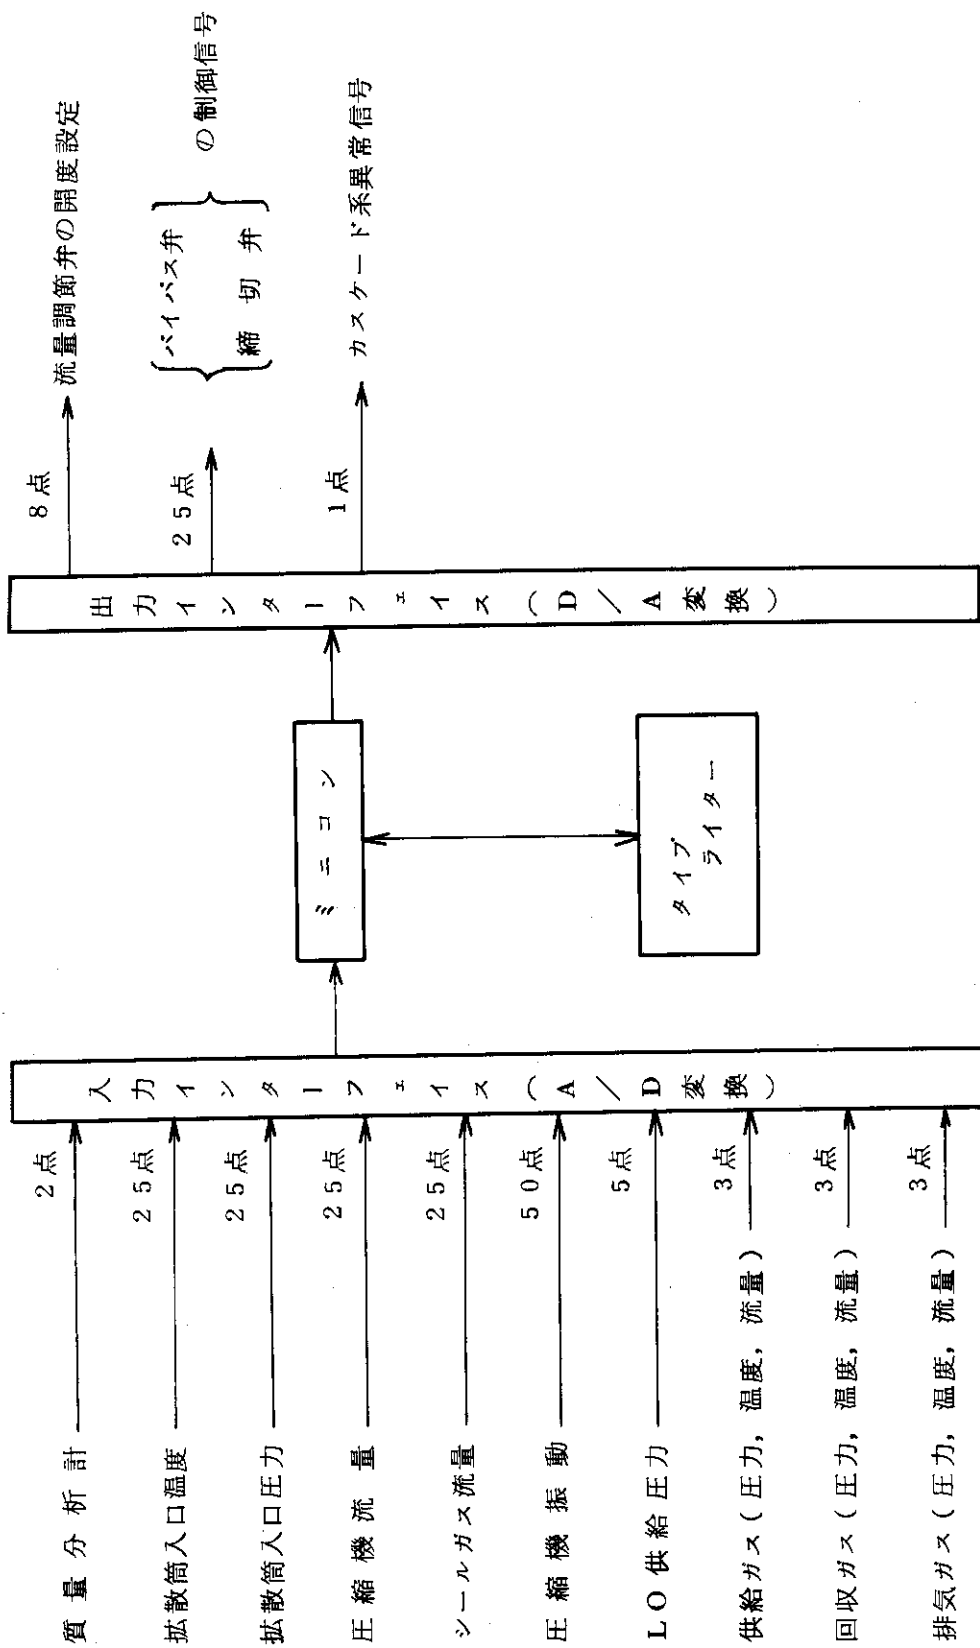 質量分析計
2点
拡散筒入口温度
25点
拡散筒入口圧力
25点
圧縮機流量
25点
シールガス流量
25点
圧縮機振動
50点
LO供給圧力
5点
供給ガス(圧力,温度,流量)
3点
回収ガス(圧力,温度,流量)
3点
排気ガス(圧力,温度,流量)
3点
入力インターフェイス(A/D変換)
ミニコン
タイプ
ライター
出力インターフェイス(D/A変換)
8点
流量調節弁の開度設定
25点
バイパス弁
締切弁
の制御信号
1点
カスケード系異常信号